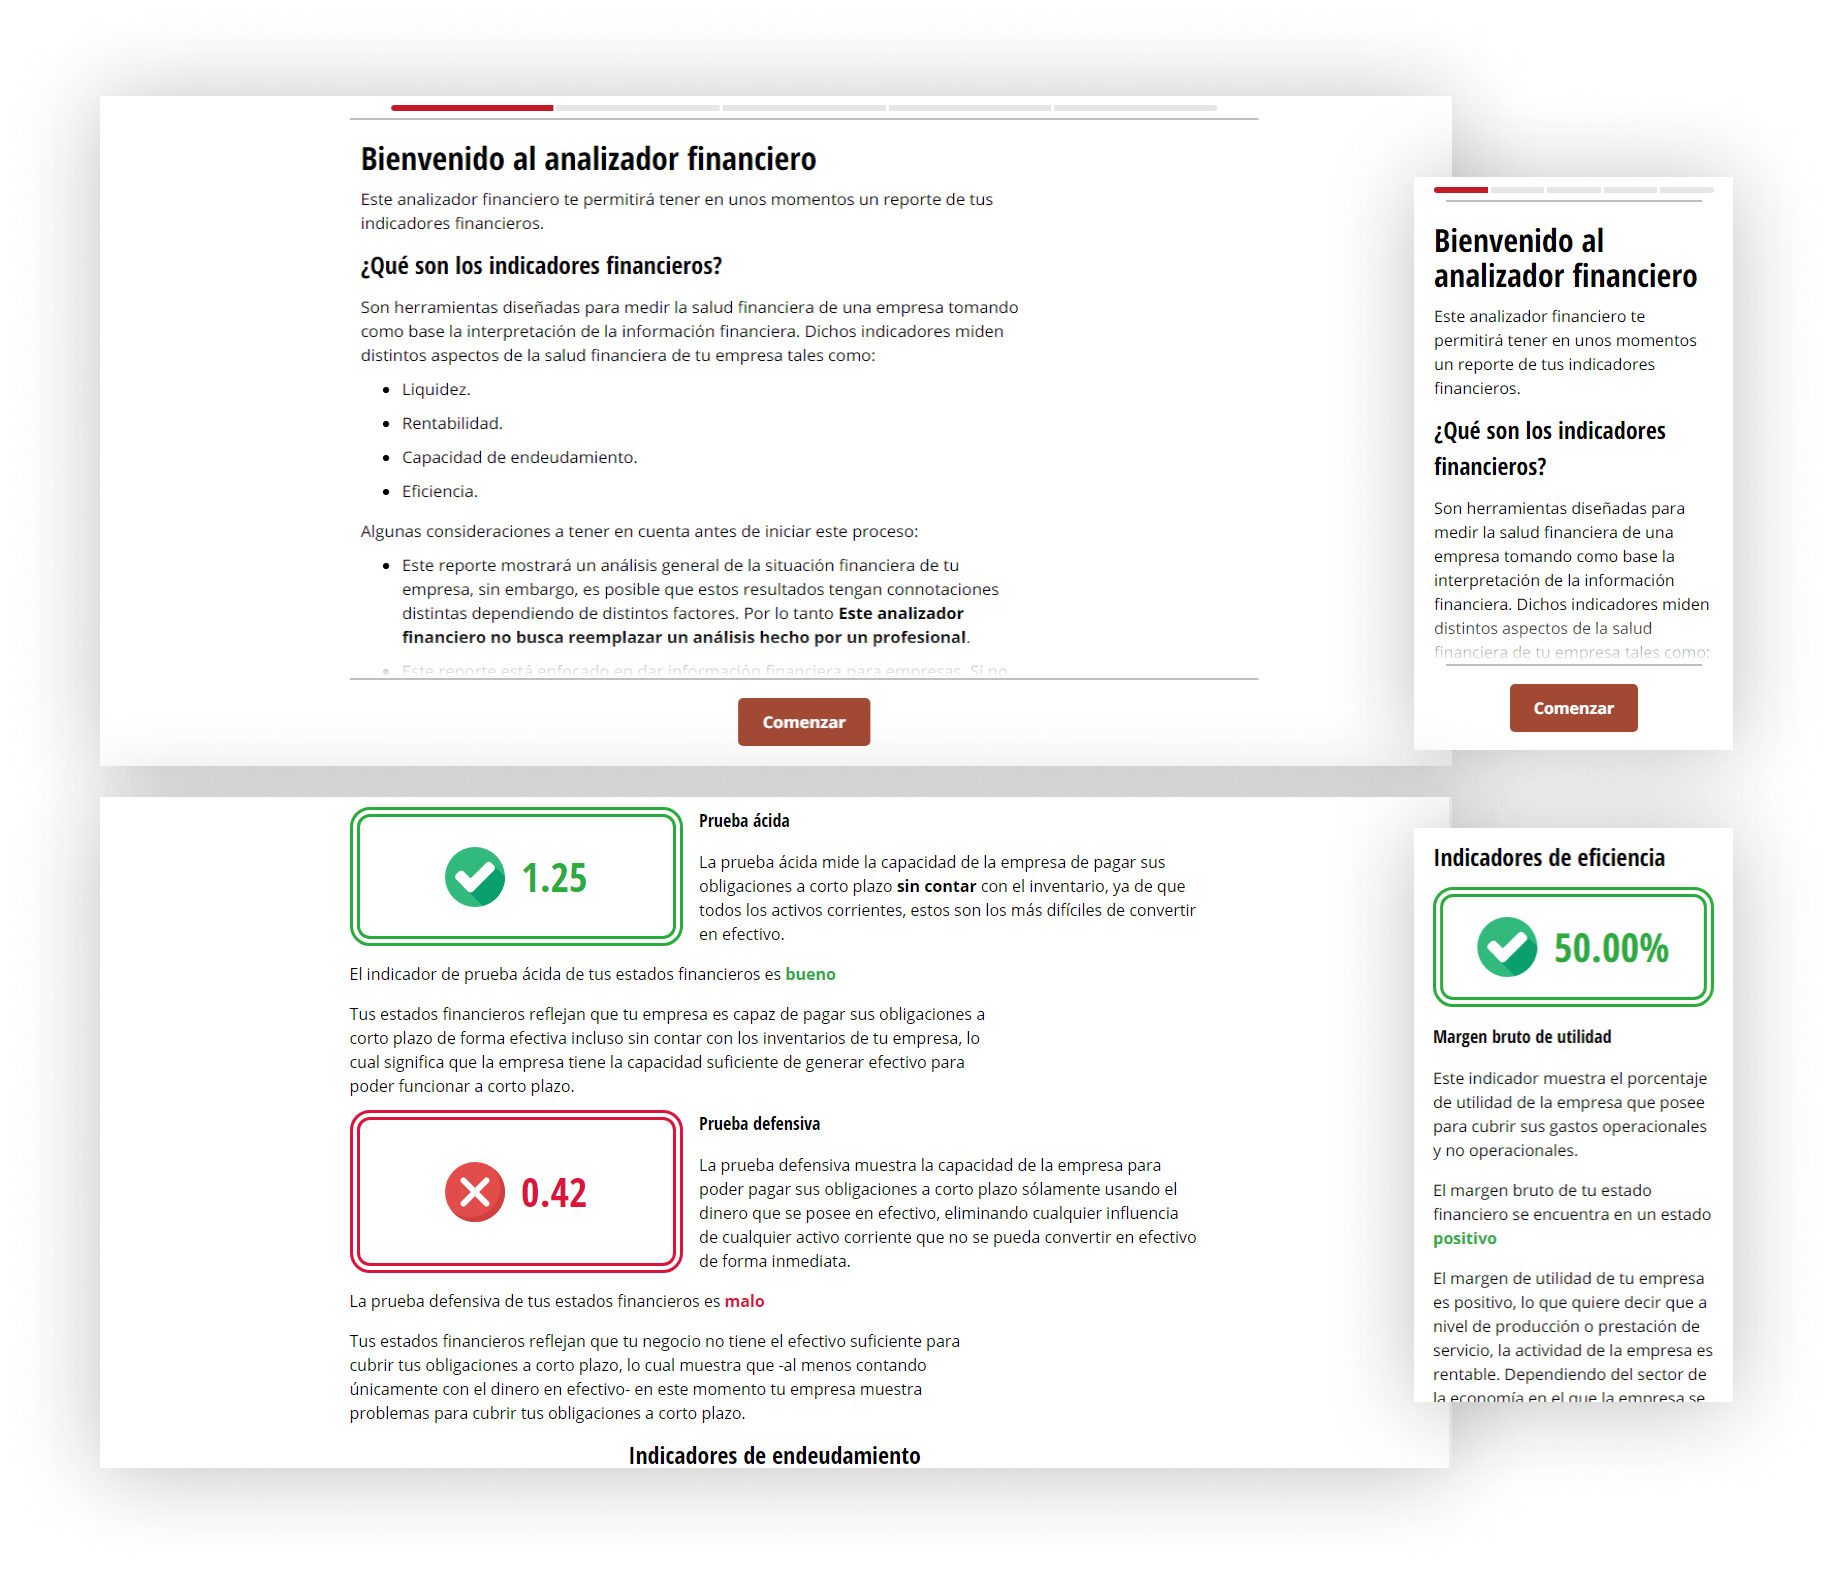 Bienvenido al analizador financiero
Este analizador financiero te permitirá tener en unos momentos un reporte de tus
indicadores financieros.
¿Qué son los indicadores financieros?
Son herramientas diseñadas para medir la salud financiera de una empresa tomando
como base la interpretación de la información financiera. Dichos indicadores miden
distintos aspectos de la salud financiera de tu empresa tales como:
• Liquidez.
• Rentabilidad.
• Capacidad de endeudamiento.
• Eficiencia.
Algunas consideraciones a tener en cuenta antes de iniciar este proceso:
• Este reporte mostrará un análisis general de la situación financiera de tu
empresa, sin embargo, es posible que estos resultados tengan connotaciones
distintas dependiendo de distintos factores. Por lo tanto Este analizador
financiero no busca reemplazar un análisis hecho por un profesional.
• Este reporte está enfocado en dar información financiera para empresas. Si no
Comenzar
Bienvenido al
analizador financiero
Este analizador financiero te
permitirá tener en unos momentos
un reporte de tus indicadores
financieros.
¿Qué son los indicadores
financieros?
Son herramientas diseñadas para
medir la salud financiera de una
empresa tomando como base la
interpretación de la información
financiera. Dichos indicadores miden
distintos aspectos de la salud
financiera de tu empresa tales como:
Comenzar
1.25
Prueba ácida
La prueba ácida mide la capacidad de la empresa de pagar sus
obligaciones a corto plazo sin contar con el inventario, ya de que
todos los activos corrientes, estos son los más difíciles de convertir
en efectivo.
El indicador de prueba ácida de tus estados financieros es bueno
Tus estados financieros reflejan que tu empresa es capaz de pagar sus obligaciones a
corto plazo de forma efectiva incluso sin contar con los inventarios de tu empresa, lo
cual significa que la empresa tiene la capacidad suficiente de generar efectivo para
poder funcionar a corto plazo.
0.42
Prueba defensiva
La prueba defensiva muestra la capacidad de la empresa para
poder pagar sus obligaciones a corto plazo sólamente usando el
dinero que se posee en efectivo, eliminando cualquier influencia
de cualquier activo corriente que no se pueda convertir en efectivo
de forma inmediata.
La prueba defensiva de tus estados financieros es malo
Tus estados financieros reflejan que tu negocio no tiene el efectivo suficiente para
cubrir tus obligaciones a corto plazo, lo cual muestra que -al menos contando
únicamente con el dinero en efectivo- en este momento tu empresa muestra
problemas para cubrir tus obligaciones a corto plazo.
Indicadores de endeudamiento
Indicadores de eficiencia
50.00%
Margen bruto de utilidad
Este indicador muestra el porcentaje
de utilidad de la empresa que posee
para cubrir sus gastos operacionales
y no operacionales.
El margen bruto de tu estado
financiero se encuentra en un estado
positivo
El margen de utilidad de tu empresa
es positivo, lo que quiere decir que a
nivel de producción o prestación de
servicio, la actividad de la empresa es
rentable. Dependiendo del sector de
la economía en el que la empresa se